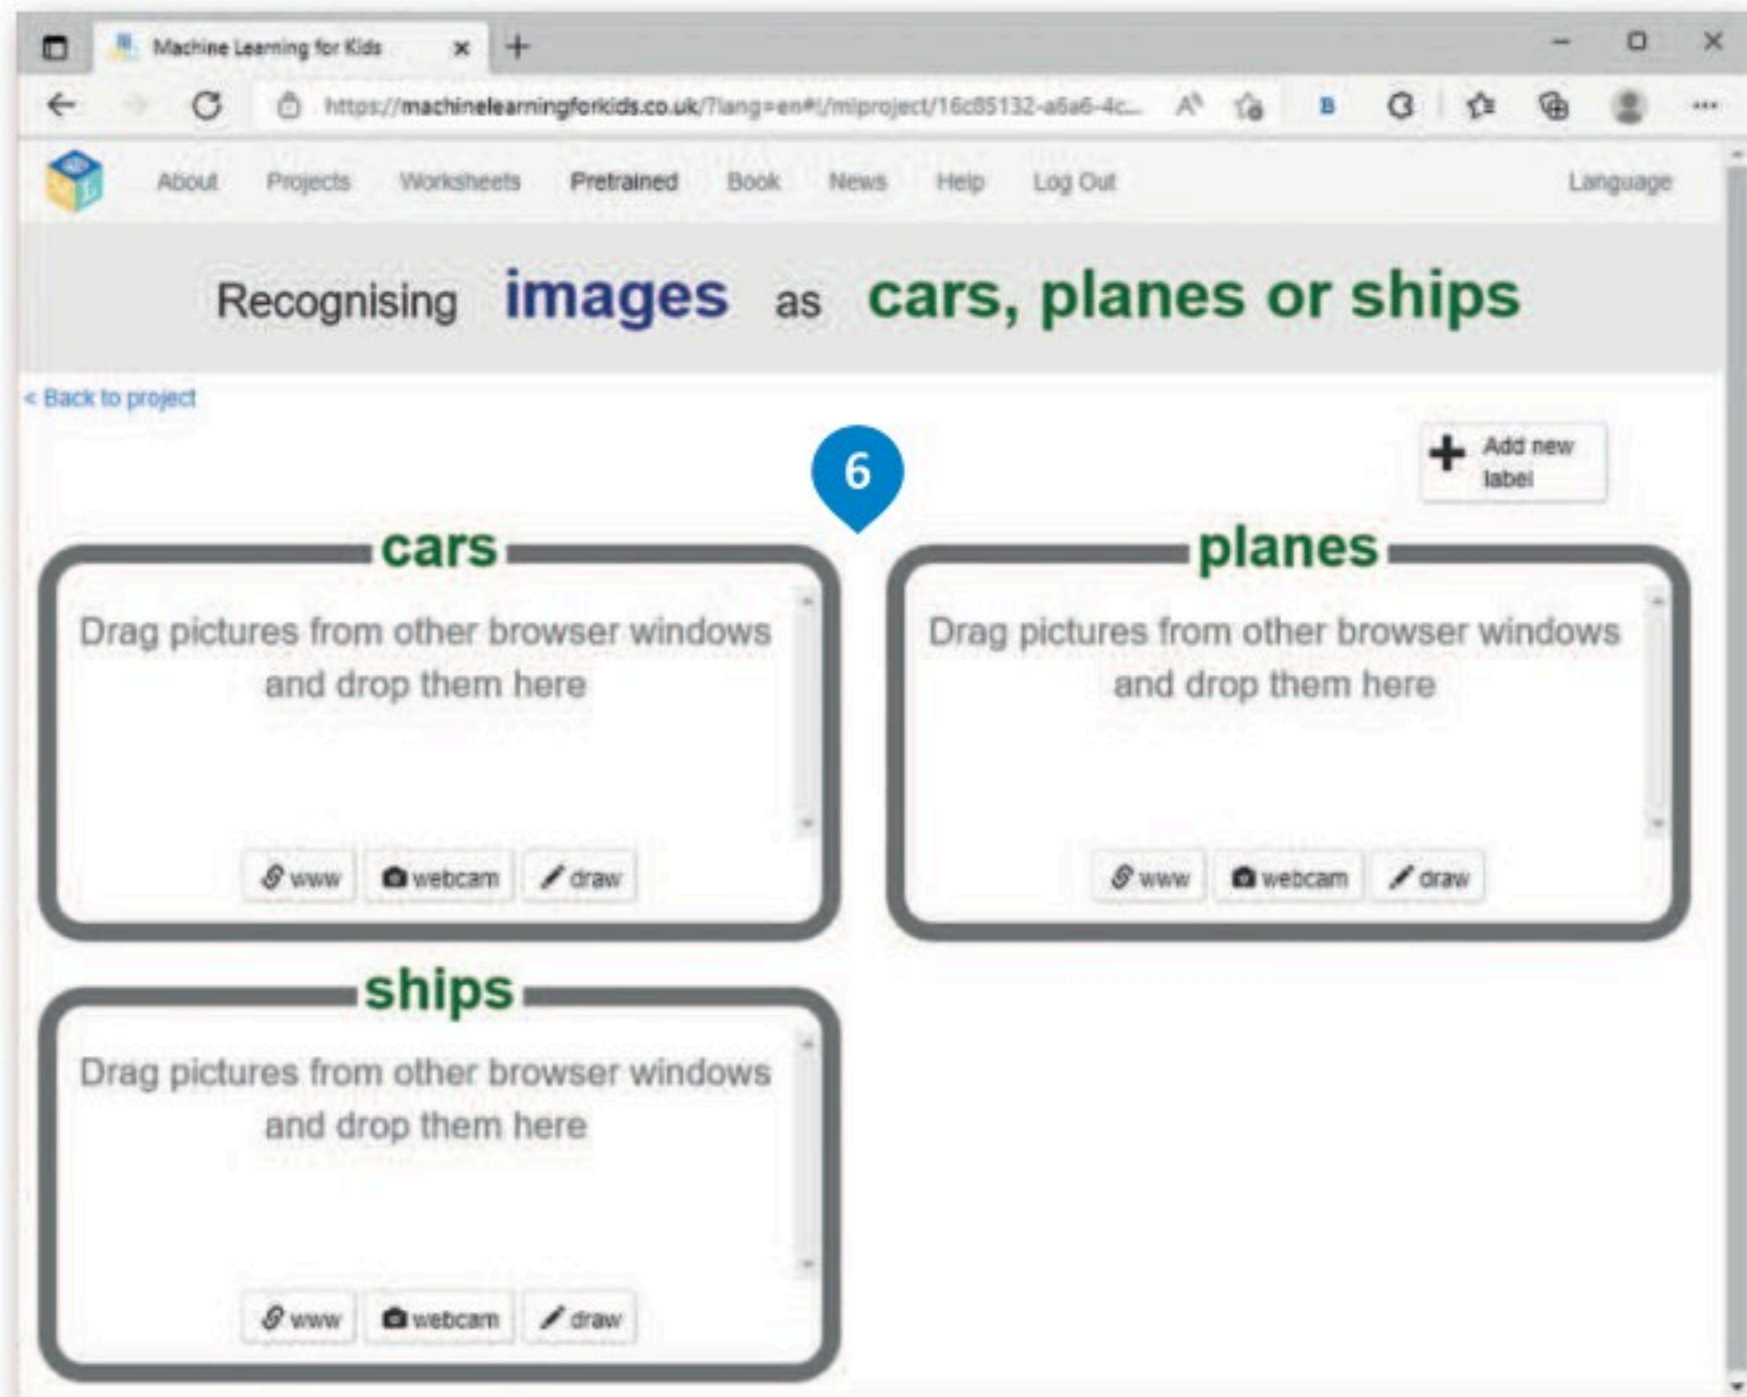 Machine Learning for Kids
https://machinelearningforkids.co.uk/?lang=en#!/mlproject/16c85132-a6a6-4c...
About Projects Worksheets Pretrained Book News Help Log Out Language
Recognising images as cars, planes or ships
< Back to project
Add new
label
6
cars
Drag pictures from other browser windows
and drop them here
www webcam draw
planes
Drag pictures from other browser windows
and drop them here
www webcam draw
ships
Drag pictures from other browser windows
and drop them here
www webcam draw